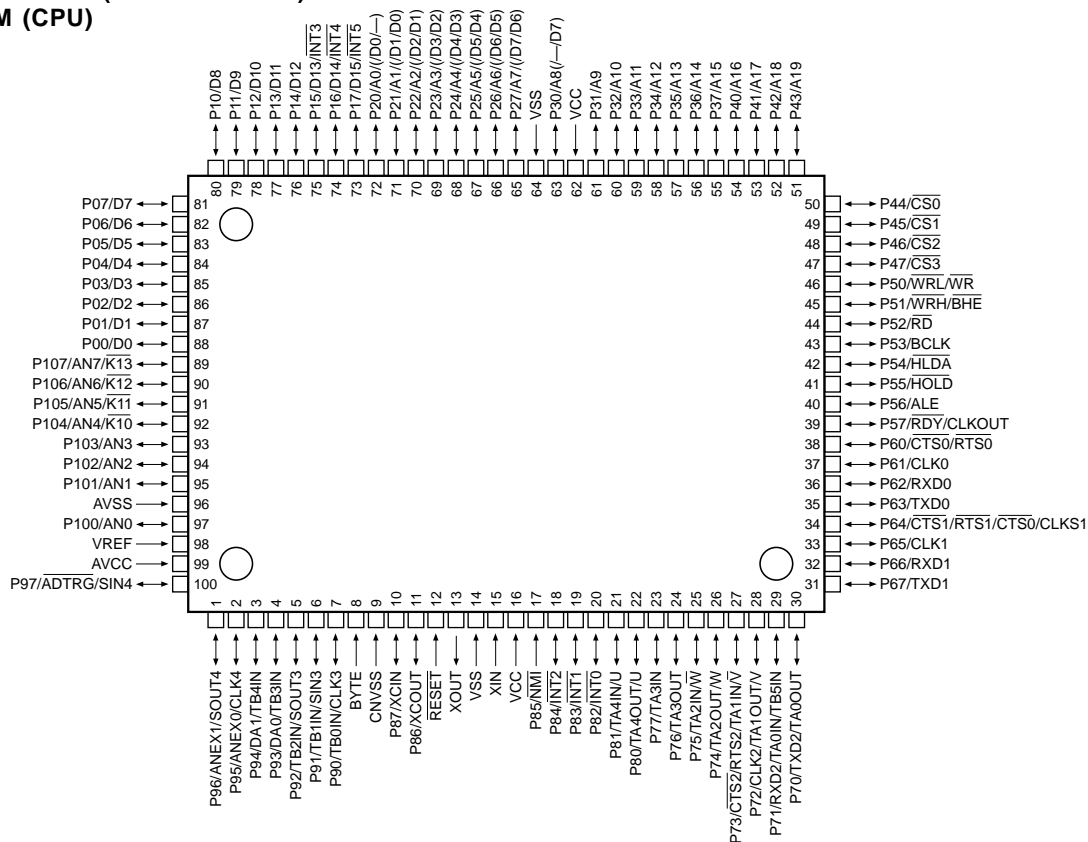 M (CPU)
P10/D8
P11/D9
P12/D10
P13/D11
P14/D12
P15/D13/INT3
P16/D14/INT4
P17/D15/INT5
P20/A0(/D0/—)
P21/A1/(/D1/D0)
P22/A2/(/D2/D1)
P23/A3/(/D3/D2)
P24/A4/(/D4/D3)
P25/A5/(/D5/D4)
P26/A6/(/D6/D5)
P27/A7/(/D7/D6)
VSS
P30/A8(/—/D7)
VCC
P31/A9
P32/A10
P33/A11
P34/A12
P35/A13
P36/A14
P37/A15
P40/A16
P41/A17
P42/A18
P43/A19
80 79 78 77 76 75 74 73 72 71 70 69 68 67 66 65 64 63 62 61 60 59 58 57 56 55 54 53 52 51
P07/D7 81
P06/D6 82
P05/D5 83
P04/D4 84
P03/D3 85
P02/D2 86
P01/D1 87
P00/D0 88
P107/AN7/K13 89
P106/AN6/K12 90
P105/AN5/K11 91
P104/AN4/K10 92
P103/AN3 93
P102/AN2 94
P101/AN1 95
AVSS 96
P100/AN0 97
VREF 98
AVCC 99
P97/ADTRG/SIN4 100
50 P44/CS0
49 P45/CS1
48 P46/CS2
47 P47/CS3
46 P50/WRL/WR
45 P51/WRH/BHE
44 P52/RD
43 P53/BCLK
42 P54/HLDA
41 P55/HOLD
40 P56/ALE
39 P57/RDY/CLKOUT
38 P60/CTS0/RTS0
37 P61/CLK0
36 P62/RXD0
35 P63/TXD0
34 P64/CTS1/RTS1/CTS0/CLKS1
33 P65/CLK1
32 P66/RXD1
31 P67/TXD1
1 2 3 4 5 6 7 8 9 10 11 12 13 14 15 16 17 18 19 20 21 22 23 24 25 26 27 28 29 30
P96/ANEX1/SOUT4
P95/ANEX0/CLK4
P94/DA1/TB4IN
P93/DA0/TB3IN
P92/TB2IN/SOUT3
P91/TB1IN/SIN3
P90/TB0IN/CLK3
BYTE
CNVSS
P87/XCIN
P86/XCOUT
RESET
XOUT
VSS
XIN
VCC
P85/NMI
P84/INT2
P83/INT1
P82/INT0
P81/TA4IN/U
P80/TA4OUT/U
P77/TA3IN
P76/TA3OUT
P75/TA2IN/W
P74/TA2OUT/W
P73/CTS2/RTS2/TA1IN/V
P72/CLK2/TA1OUT/V
P71/RXD2/TA0IN/TB5IN
P70/TXD2/TA0OUT